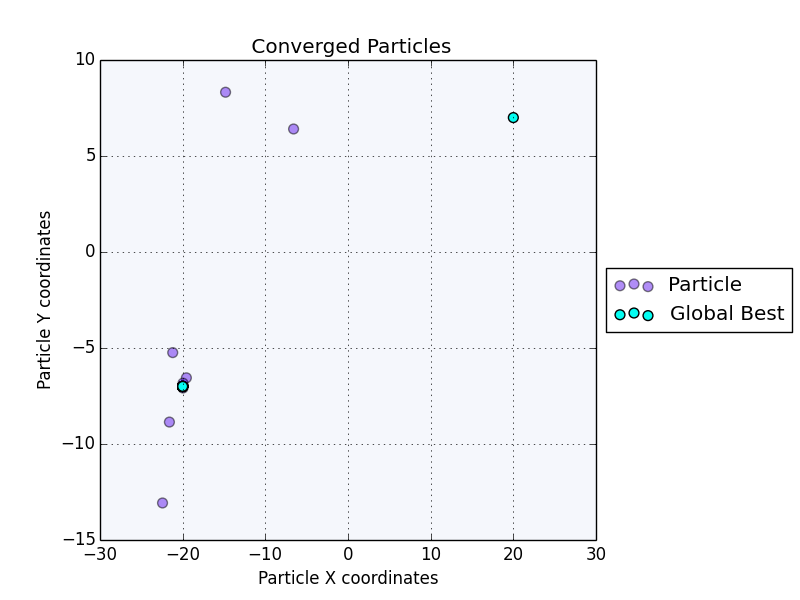 Converged Particles
10
5
0
−5
−10
−15
Particle Y coordinates
−30 −20 −10 0 10 20 30
Particle X coordinates
Particle
Global Best